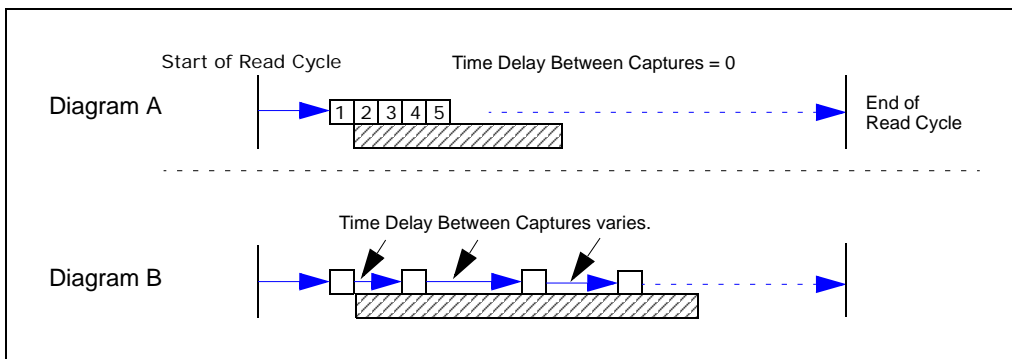 Start of Read Cycle
Time Delay Between Captures = 0
Diagram A
1 2 3 4 5
End of
Read Cycle
Time Delay Between Captures varies.
Diagram B